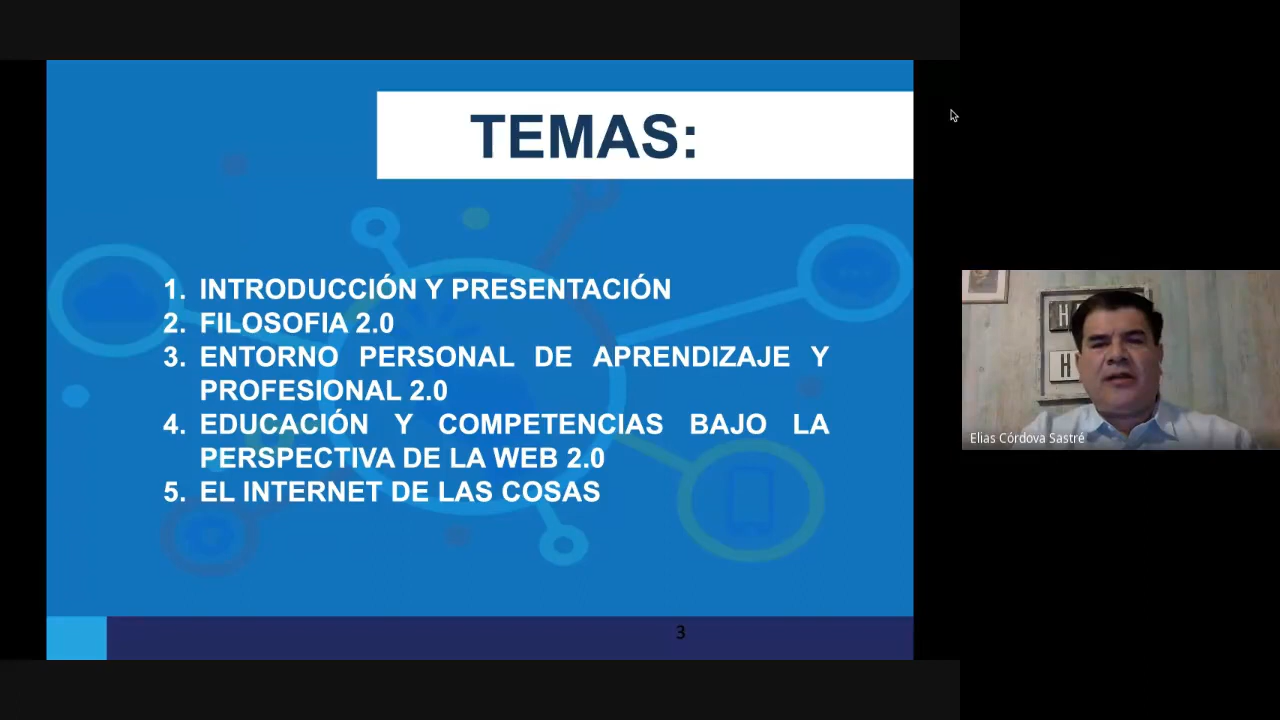 TEMAS:
1. INTRODUCCIÓN Y PRESENTACIÓN
2. FILOSOFIA 2.0
3. ENTORNO PERSONAL DE APRENDIZAJE Y
PROFESIONAL 2.0
4. EDUCACIÓN Y COMPETENCIAS BAJO LA
PERSPECTIVA DE LA WEB 2.0
5. EL INTERNET DE LAS COSAS
3
Elias Córdova Sastré